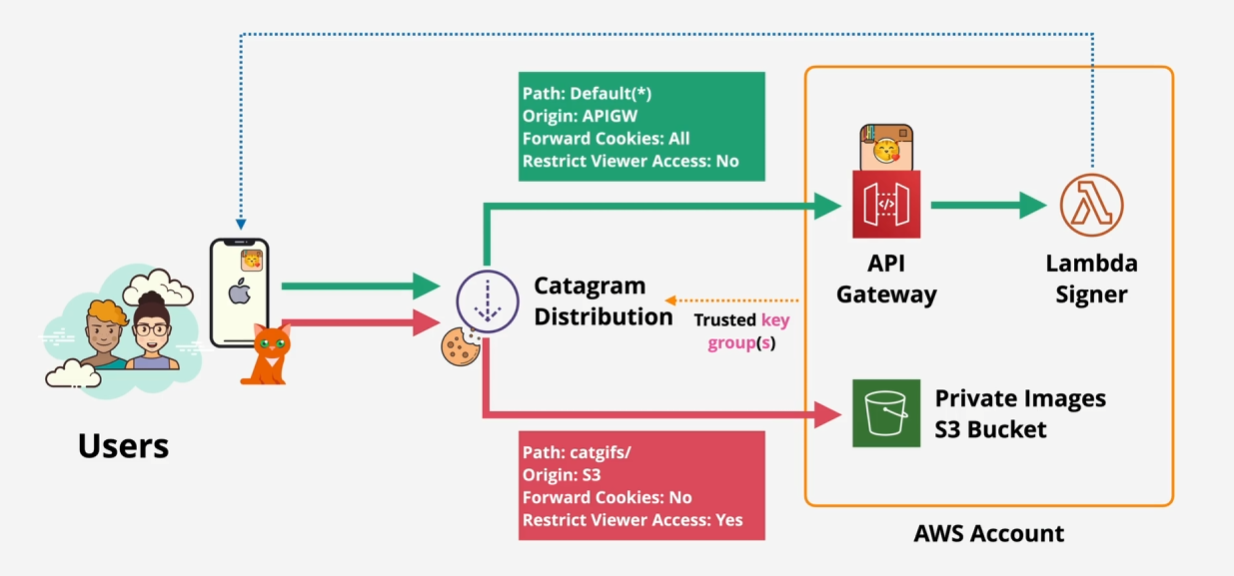 Path: Default(*)
Origin: APIGW
Forward Cookies: All
Restrict Viewer Access: No
Catagram
Distribution
Trusted key
group(s)
API
Gateway
Lambda
Signer
Users
Private Images
S3 Bucket
Path: catgifs/
Origin: S3
Forward Cookies: No
Restrict Viewer Access: Yes
AWS Account